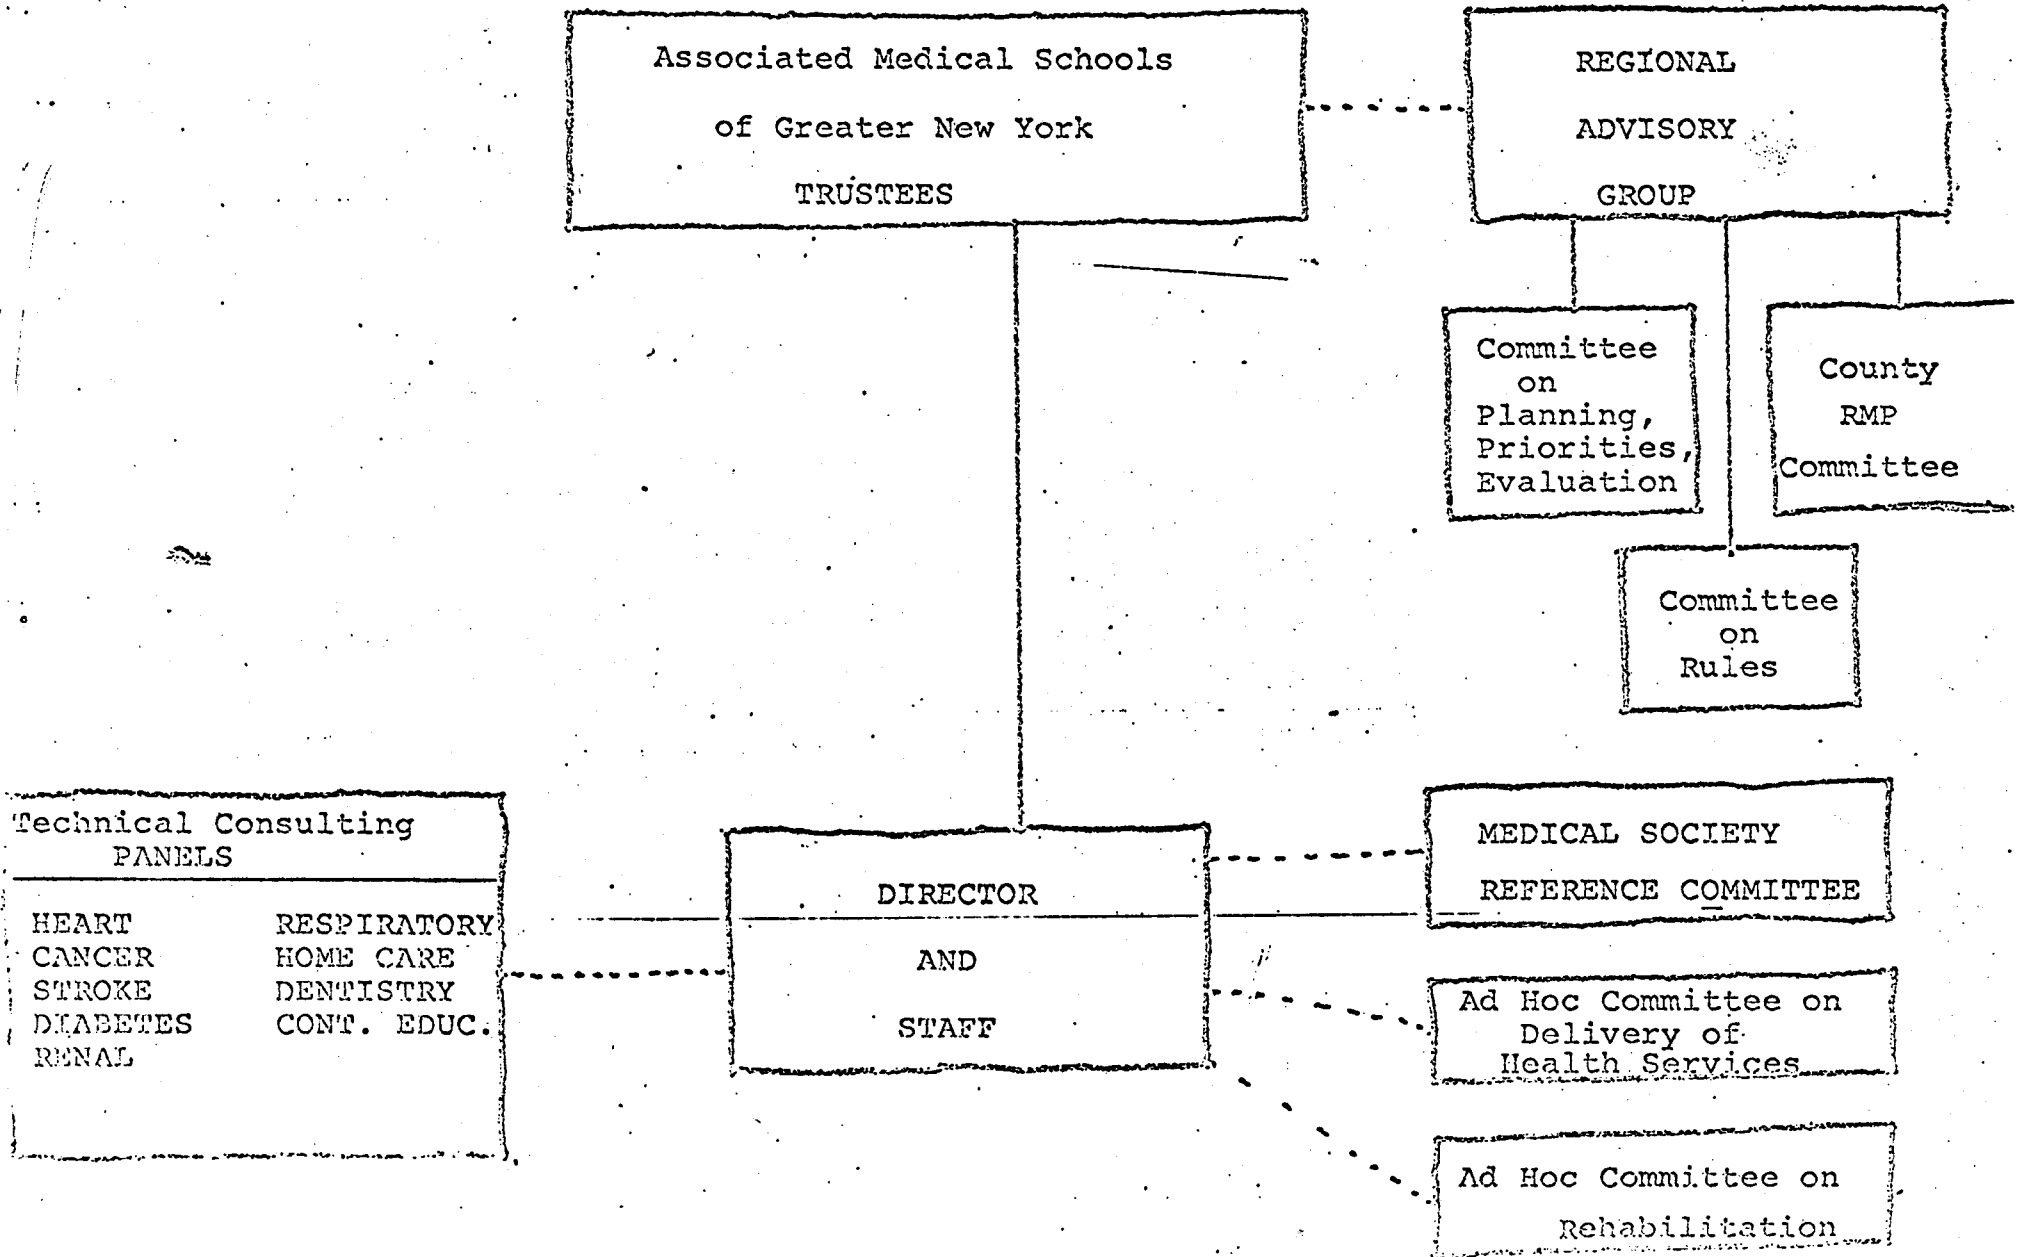 Associated Medical Schools
of Greater New York
TRUSTEES
REGIONAL
ADVISORY
GROUP
Committee
on
Planning,
Priorities,
Evaluation
County
RMP
Committee
Committee
on
Rules
Technical Consulting
PANELS
HEART RESPIRATORY
CANCER HOME CARE
STROKE DENTISTRY
DIABETES CONT. EDUC.
RENAL
DIRECTOR
AND
STAFF
MEDICAL SOCIETY
REFERENCE COMMITTEE
Ad Hoc Committee on
Delivery of
Health Services
Ad Hoc Committee on
Rehabilitation